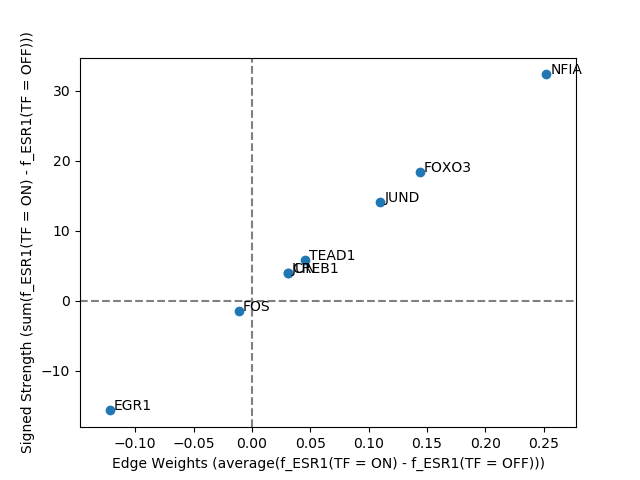 Signed Strength (sum(f_ESR1(TF = ON) - f_ESR1(TF = OFF)))
30
20
10
0
−10
NFIA
FOXO3
JUND
TEAD1
JUN
CREB1
FOS
EGR1
−0.10 −0.05 0.00 0.05 0.10 0.15 0.20 0.25
Edge Weights (average(f_ESR1(TF = ON) - f_ESR1(TF = OFF)))